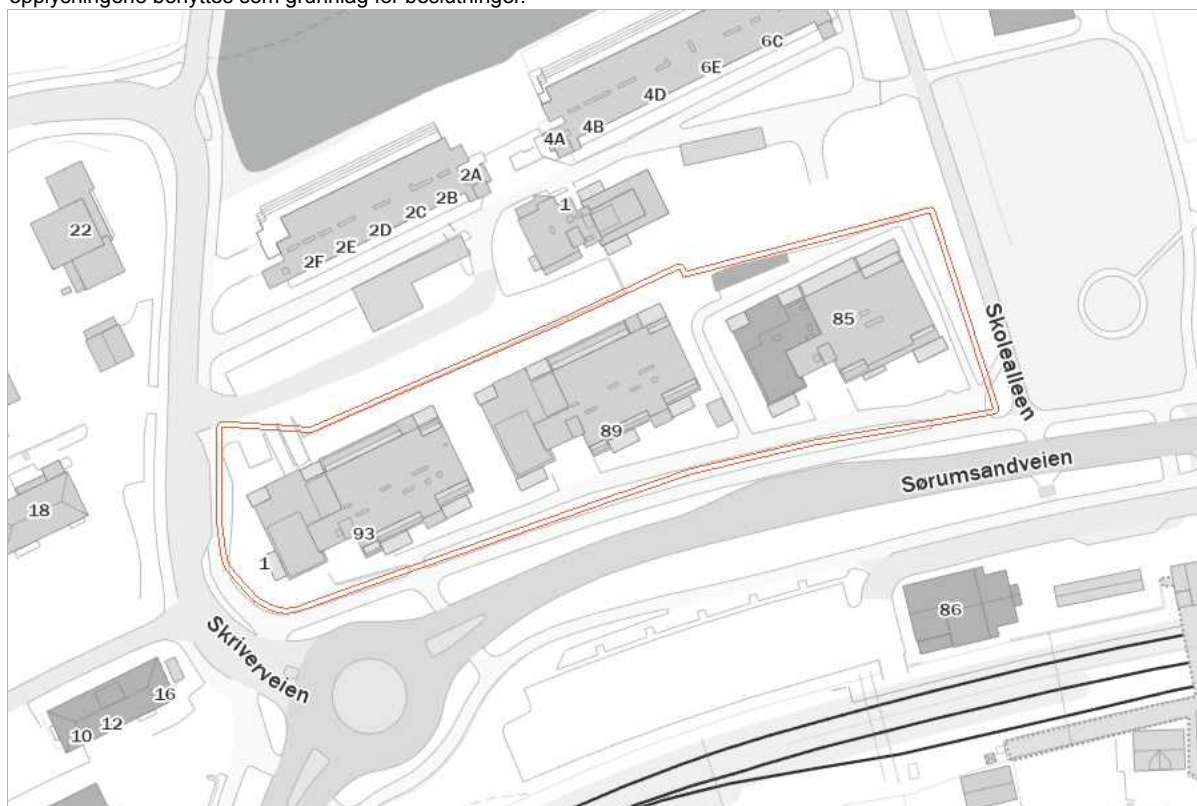 opplysningene benyttes som grunnlag for beslutninger.
6C
6E
4D
4B
4A
2A
2B
2C
2D
2E
2F
1
22
85
Skolealleen
89
Sørumsandveien
18
93
1
86
Skriverveien
16
12
10